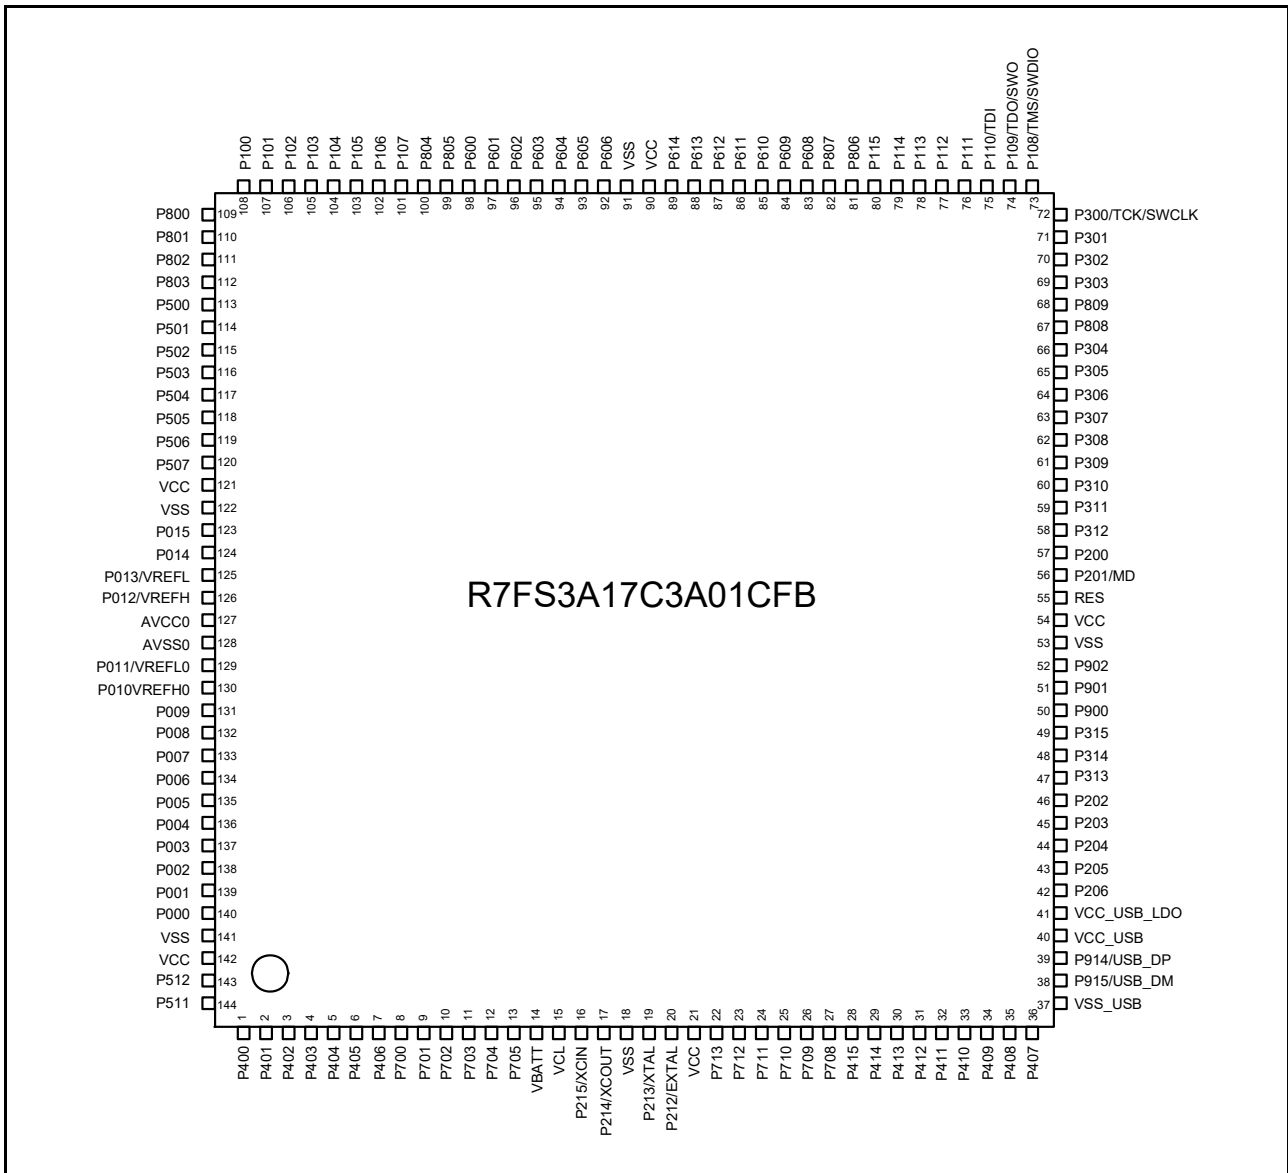 P100
P101
P102
P103
P104
P105
P106
P107
P804
P805
P600
P601
P602
P603
P604
P605
P606
VSS
VCC
P614
P613
P612
P611
P610
P609
P608
P807
P806
P115
P114
P113
P112
P111
P110/TDI
P109/TDO/SWO
P108/TMS/SWDIO
108
107
106
105
104
103
102
101
100
99
98
97
96
95
94
93
92
91
90
89
88
87
86
85
84
83
82
81
80
79
78
77
76
75
74
73
P800 109
P801 110
P802 111
P803 112
P500 113
P501 114
P502 115
P503 116
P504 117
P505 118
P506 119
P507 120
VCC 121
VSS 122
P015 123
P014 124
P013/VREFL 125
P012/VREFH 126
AVCC0 127
AVSS0 128
P011/VREFL0 129
P010VREFH0 130
P009 131
P008 132
P007 133
P006 134
P005 135
P004 136
P003 137
P002 138
P001 139
P000 140
VSS 141
VCC 142
P512 143
P511 144
R7FS3A17C3A01CFB
72 P300/TCK/SWCLK
71 P301
70 P302
69 P303
68 P809
67 P808
66 P304
65 P305
64 P306
63 P307
62 P308
61 P309
60 P310
59 P311
58 P312
57 P200
56 P201/MD
55 RES
54 VCC
53 VSS
52 P902
51 P901
50 P900
49 P315
48 P314
47 P313
46 P202
45 P203
44 P204
43 P205
42 P206
41 VCC_USB_LDO
40 VCC_USB
39 P914/USB_DP
38 P915/USB_DM
37 VSS_USB
1
2
3
4
5
6
7
8
9
10
11
12
13
14
15
16
17
18
19
20
21
22
23
24
25
26
27
28
29
30
31
32
33
34
35
36
P400
P401
P402
P403
P404
P405
P406
P700
P701
P702
P703
P704
P705
VBATT
VCL
P215/XCIN
P214/XCOUT
VSS
P213/XTAL
P212/EXTAL
VCC
P713
P712
P711
P710
P709
P708
P415
P414
P413
P412
P411
P410
P409
P408
P407